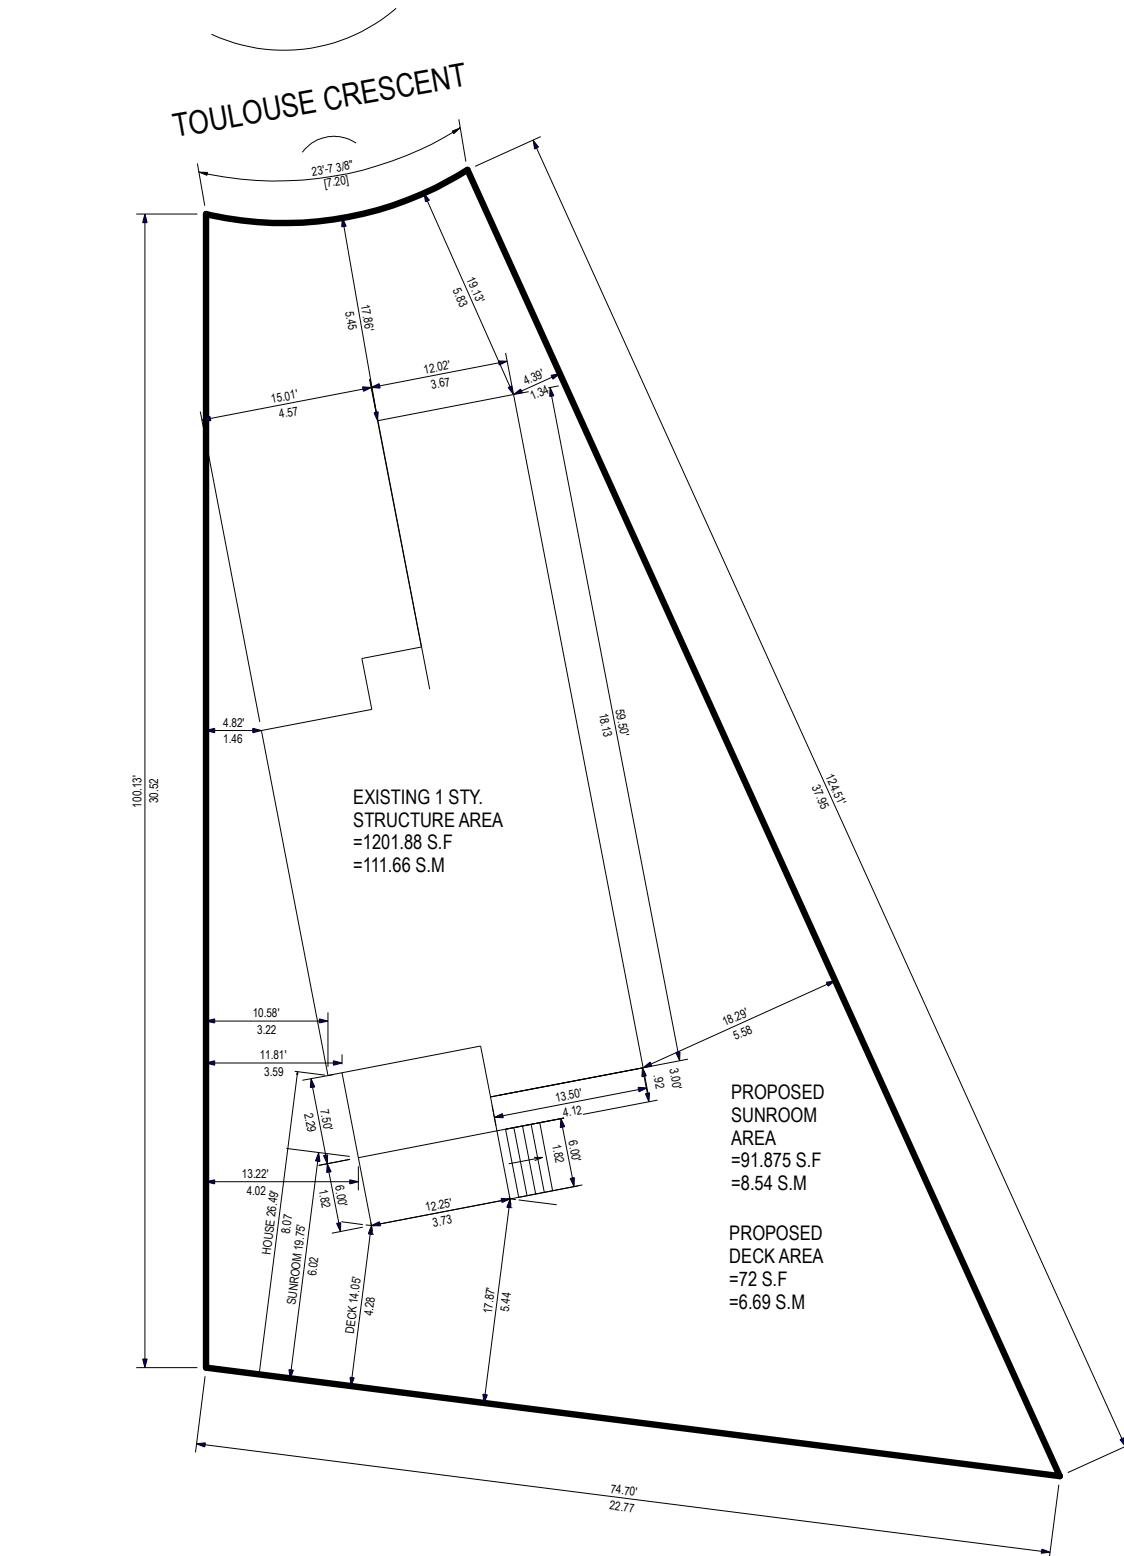 TOULOUSE CRESCENT
23'-7 3/8"
[7.20]
19.13'
5.83
17.86'
5.45
12.02'
3.67
4.39'
1.34
15.01'
4.57
59.50'
18.13
4.82'
1.46
100.13'
30.52
124.51'
37.95
EXISTING 1 STY.
STRUCTURE AREA
=1201.88 S.F
=111.66 S.M
10.58'
3.22
11.81'
3.59
18.29'
5.58
3.00'
.92
13.50'
4.12
7.50'
2.29
6.00'
1.82
PROPOSED
SUNROOM
AREA
=91.875 S.F
=8.54 S.M
13.22'
4.02
6.00'
1.82
12.25'
3.73
HOUSE 26.49'
8.07
SUNROOM 19.75'
6.02
DECK 14.05'
4.28
17.87'
5.44
PROPOSED
DECK AREA
=72 S.F
=6.69 S.M
74.70'
22.77